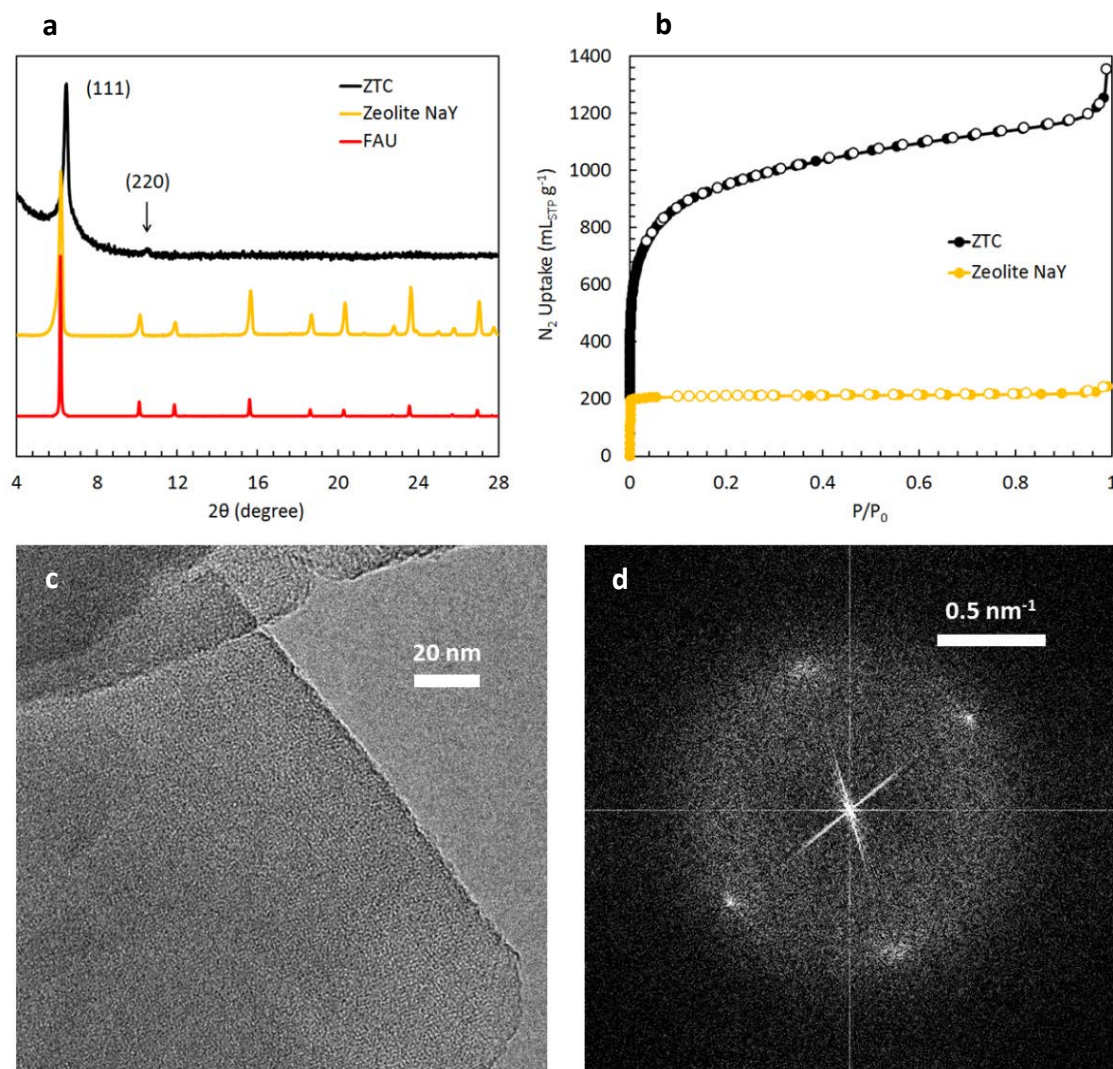 a
(111)
(220)
ZTC
Zeolite NaY
FAU
4 8 12 16 20 24 28
2θ (degree)
b
1400
1200
1000
800
600
400
200
0
N₂ Uptake (mL_STP g⁻¹)
ZTC
Zeolite NaY
0 0.2 0.4 0.6 0.8 1
P/P₀
c
20 nm
d
0.5 nm⁻¹